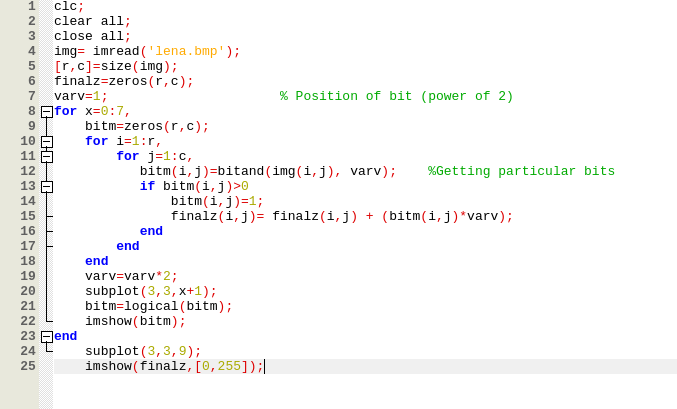 1 clc;
2 clear all;
3 close all;
4 img= imread('lena.bmp');
5 [r,c]=size(img);
6 finalz=zeros(r,c);
7 varv=1;                      % Position of bit (power of 2)
8 for x=0:7,
9     bitm=zeros(r,c);
10     for i=1:r,
11         for j=1:c,
12            bitm(i,j)=bitand(img(i,j), varv);    %Getting particular bits
13            if bitm(i,j)>0
14                bitm(i,j)=1;
15                finalz(i,j)= finalz(i,j) + (bitm(i,j)*varv);
16            end
17         end
18     end
19     varv=varv*2;
20     subplot(3,3,x+1);
21     bitm=logical(bitm);
22     imshow(bitm);
23 end
24     subplot(3,3,9);
25     imshow(finalz,[0,255]);